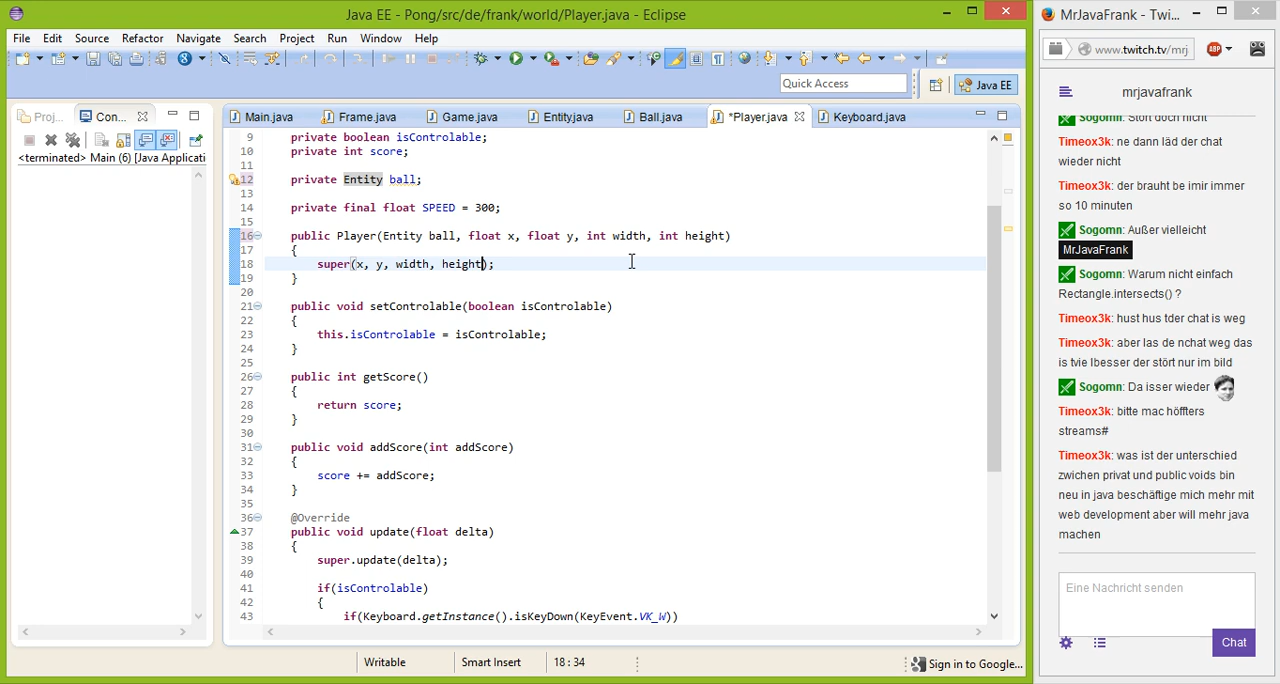 Java EE - Pong/src/de/frank/world/Player.java - Eclipse
File Edit Source Refactor Navigate Search Project Run Window Help
Quick Access
Java EE
Proj...
Con...
<terminated> Main (6) [Java Applicati
Main.java
Frame.java
Game.java
Entity.java
Ball.java
*Player.java
Keyboard.java
9 private boolean isControlable;
10 private int score;
11
12 private Entity ball;
13
14 private final float SPEED = 300;
15
16 public Player(Entity ball, float x, float y, int width, int height)
17 {
18 super(x, y, width, height);
19 }
20
21 public void setControlable(boolean isControlable)
22 {
23 this.isControlable = isControlable;
24 }
25
26 public int getScore()
27 {
28 return score;
29 }
30
31 public void addScore(int addScore)
32 {
33 score += addScore;
34 }
35
36 @Override
37 public void update(float delta)
38 {
39 super.update(delta);
40
41 if(isControlable)
42 {
43 if(Keyboard.getInstance().isKeyDown(KeyEvent.VK_W))
Writable
Smart Insert
18 : 34
Sign in to Google...
MrJavaFrank - Twi...
www.twitch.tv/mrj
ABP
mrjavafrank
Sogomn: Stört doch nicht
Timeox3k: ne dann läd der chat
wieder nicht
Timeox3k: der brauht be imir immer
so 10 minuten
Sogomn: Außer vielleicht
MrJavaFrank
Sogomn: Warum nicht einfach
Rectangle.intersects() ?
Timeox3k: hust hus tder chat is weg
Timeox3k: aber las de nchat weg das
is tvie lbesser der stört nur im bild
Sogomn: Da isser wieder
Timeox3k: bitte mac höffters
streams#
Timeox3k: was ist der unterschied
zwichen privat und public voids bin
neu in java beschäftige mich mehr mit
web development aber will mehr java
machen
Eine Nachricht senden
Chat